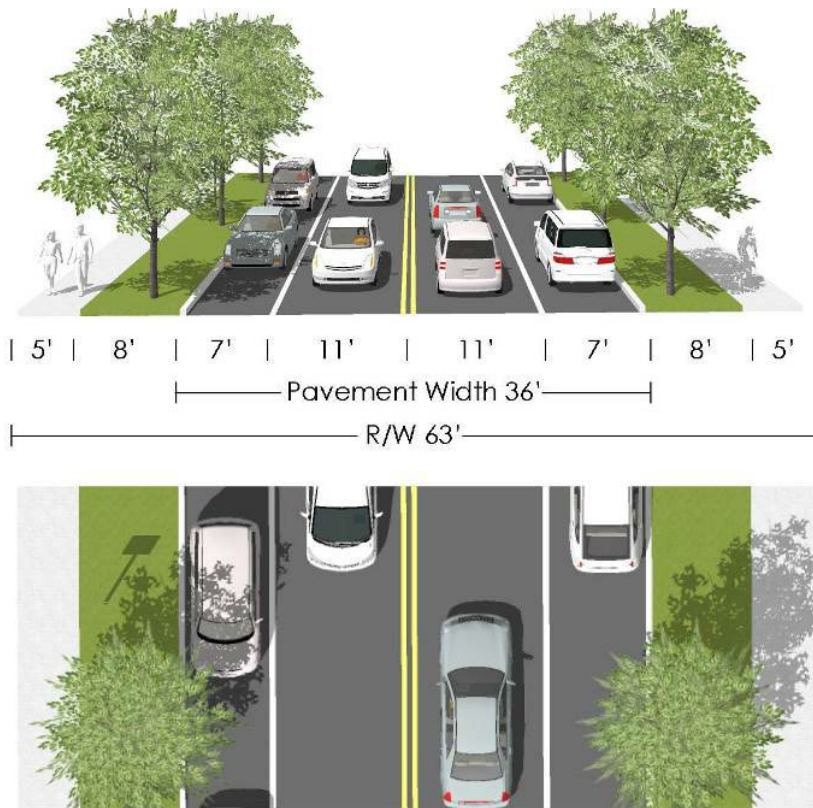 | 5' | 8' | 7' | 11' | 11' | 7' | 8' | 5' |
Pavement Width 36'
R/W 63'